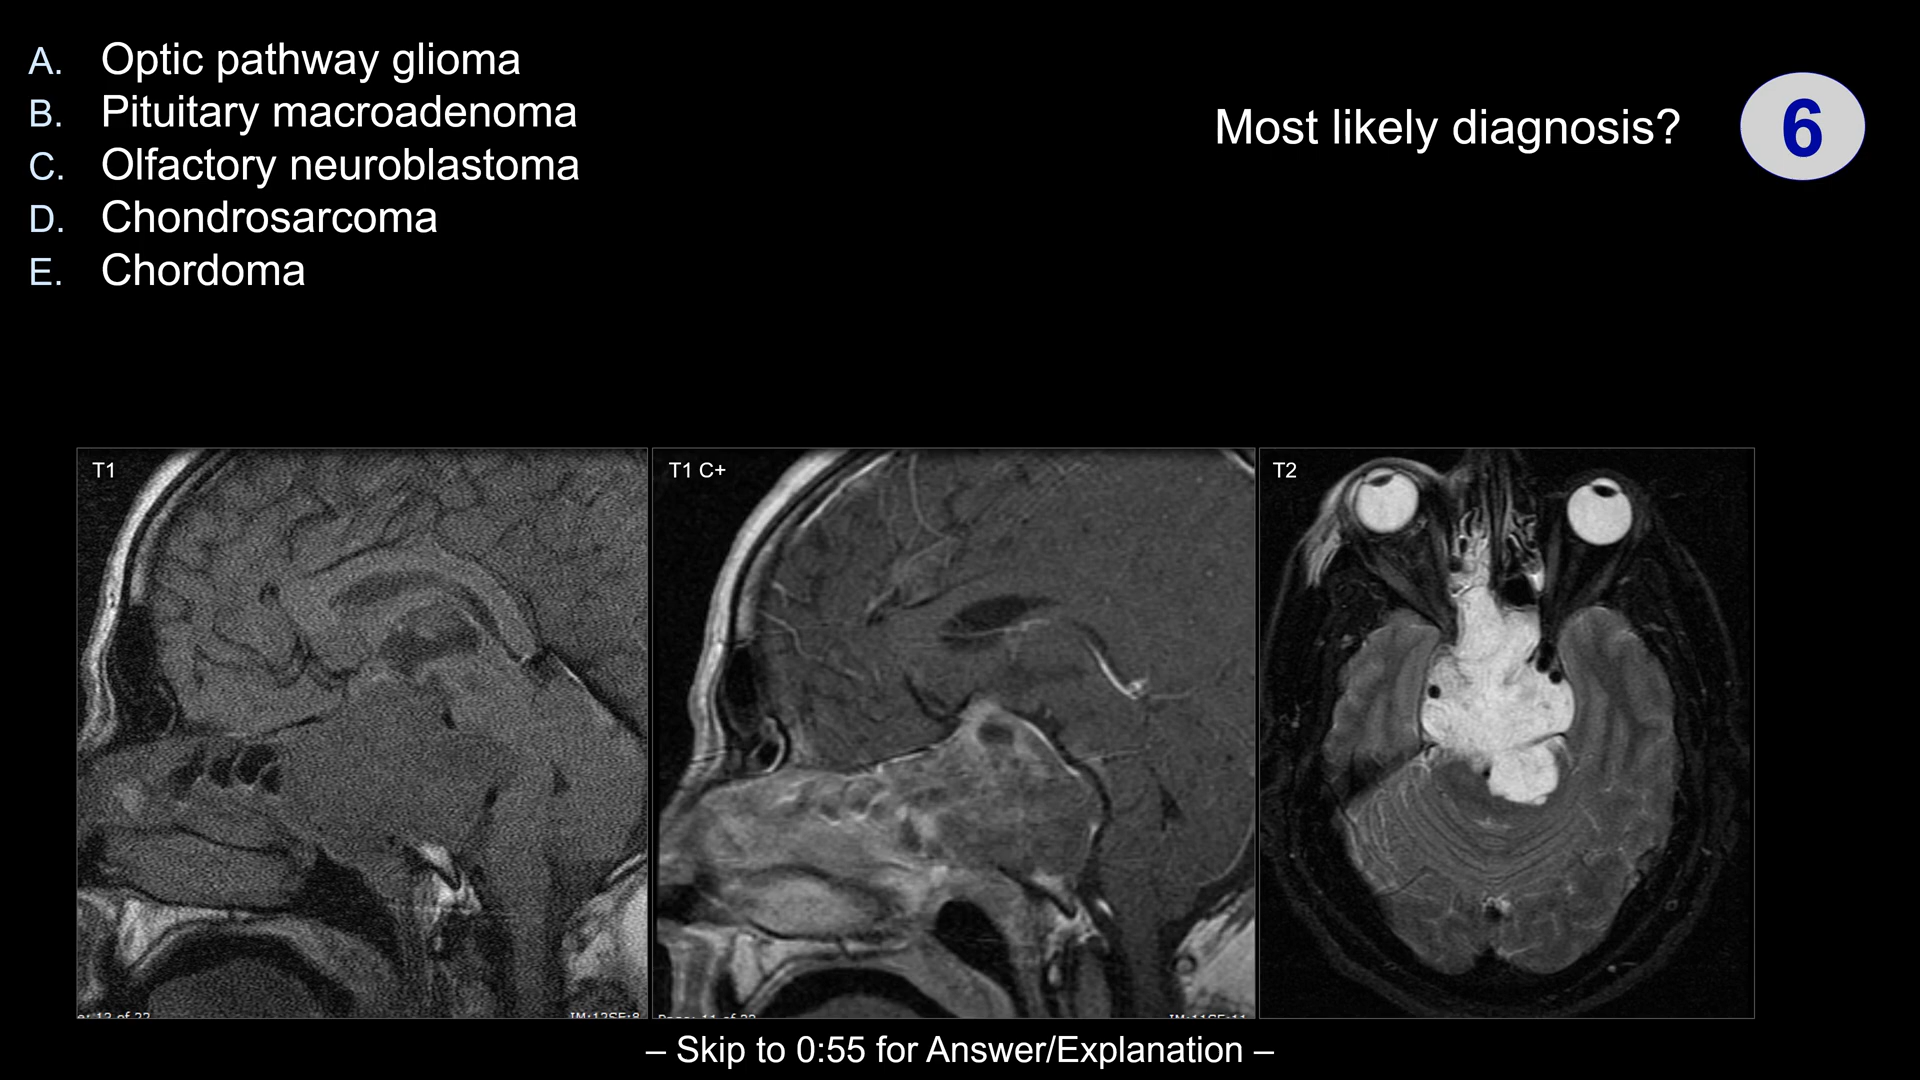 A. Optic pathway glioma
B. Pituitary macroadenoma
C. Olfactory neuroblastoma
D. Chondrosarcoma
E. Chordoma
Most likely diagnosis?
6
T1
T1 C+
T2
– Skip to 0:55 for Answer/Explanation –